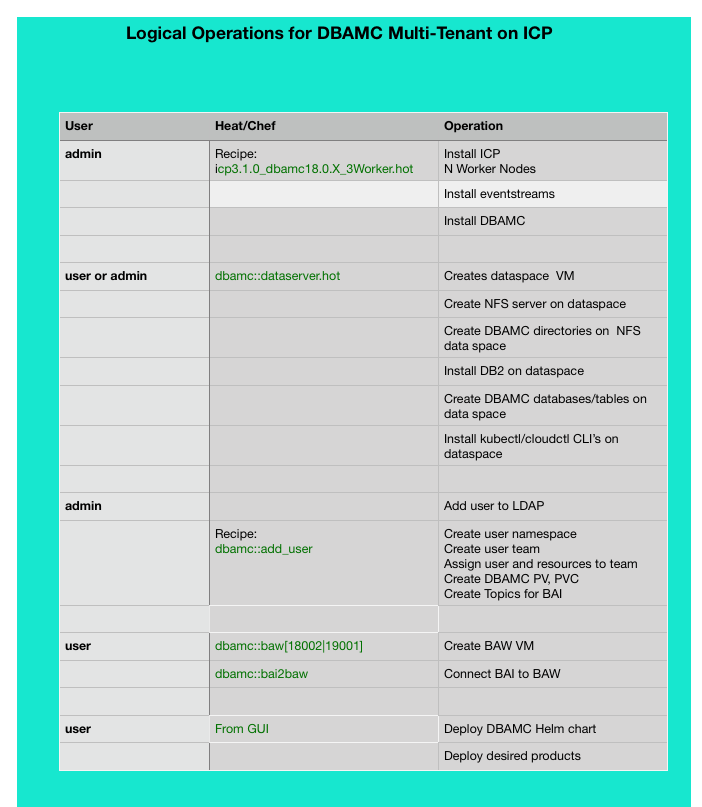 Logical Operations for DBAMC Multi-Tenant on ICP
User Heat/Chef Operation
admin Recipe: Install ICP
icp3.1.0_dbamc18.0.X_3Worker.hot N Worker Nodes
Install eventstreams
Install DBAMC
user or admin dbamc::dataserver.hot Creates dataspace VM
Create NFS server on dataspace
Create DBAMC directories on NFS
data space
Install DB2 on dataspace
Create DBAMC databases/tables on
data space
Install kubectl/cloudctl CLI's on
dataspace
admin Add user to LDAP
Recipe: Create user namespace
dbamc::add_user Create user team
Assign user and resources to team
Create DBAMC PV, PVC
Create Topics for BAI
user dbamc::baw[18002|19001] Create BAW VM
dbamc::bai2baw Connect BAI to BAW
user From GUI Deploy DBAMC Helm chart
Deploy desired products